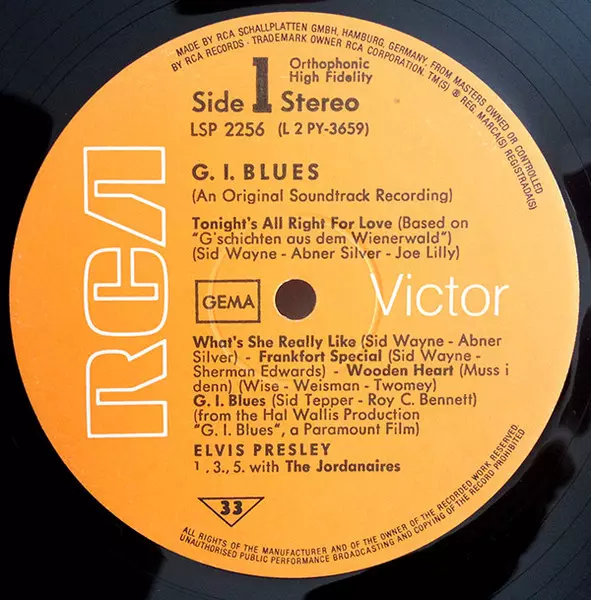 MADE BY RCA SCHALLPLATTEN GMBH, HAMBURG, GERMANY, FROM MASTERS OWNED OR CONTROLLED
BY RCA RECORDS · TRADEMARK OWNER RCA CORPORATION. TM(S) ® REG. MARCA(S) REGISTRADA(S)
Orthophonic
High Fidelity
Side 1 Stereo
LSP 2256 (L 2 PY-3659)
RCA
G. I. BLUES
(An Original Soundtrack Recording)
Tonight's All Right For Love (Based on
"G'schichten aus dem Wienerwald")
(Sid Wayne - Abner Silver - Joe Lilly)
GEMA
Victor
What's She Really Like (Sid Wayne - Abner
Silver) - Frankfort Special (Sid Wayne -
Sherman Edwards) - Wooden Heart (Muss i
denn) (Wise - Weisman - Twomey)
G. I. Blues (Sid Tepper - Roy C. Bennett)
(from the Hal Wallis Production
"G. I. Blues", a Paramount Film)
ELVIS PRESLEY
1 . 3., 5. with The Jordanaires
33
ALL RIGHTS OF THE MANUFACTURER AND OF THE OWNER OF THE RECORDED WORK RESERVED
UNAUTHORISED PUBLIC PERFORMANCE BROADCASTING AND COPYING OF THE RECORD PROHIBITED